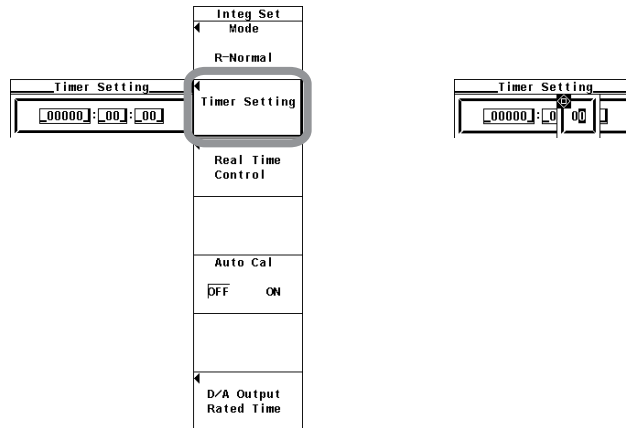 Integ Set
Mode
R-Normal
Timer Setting
00000 : 00 : 00
Timer Setting
Real Time
Control
Auto Cal
OFF ON
D/A Output
Rated Time
Timer Setting
00000 : 0 00